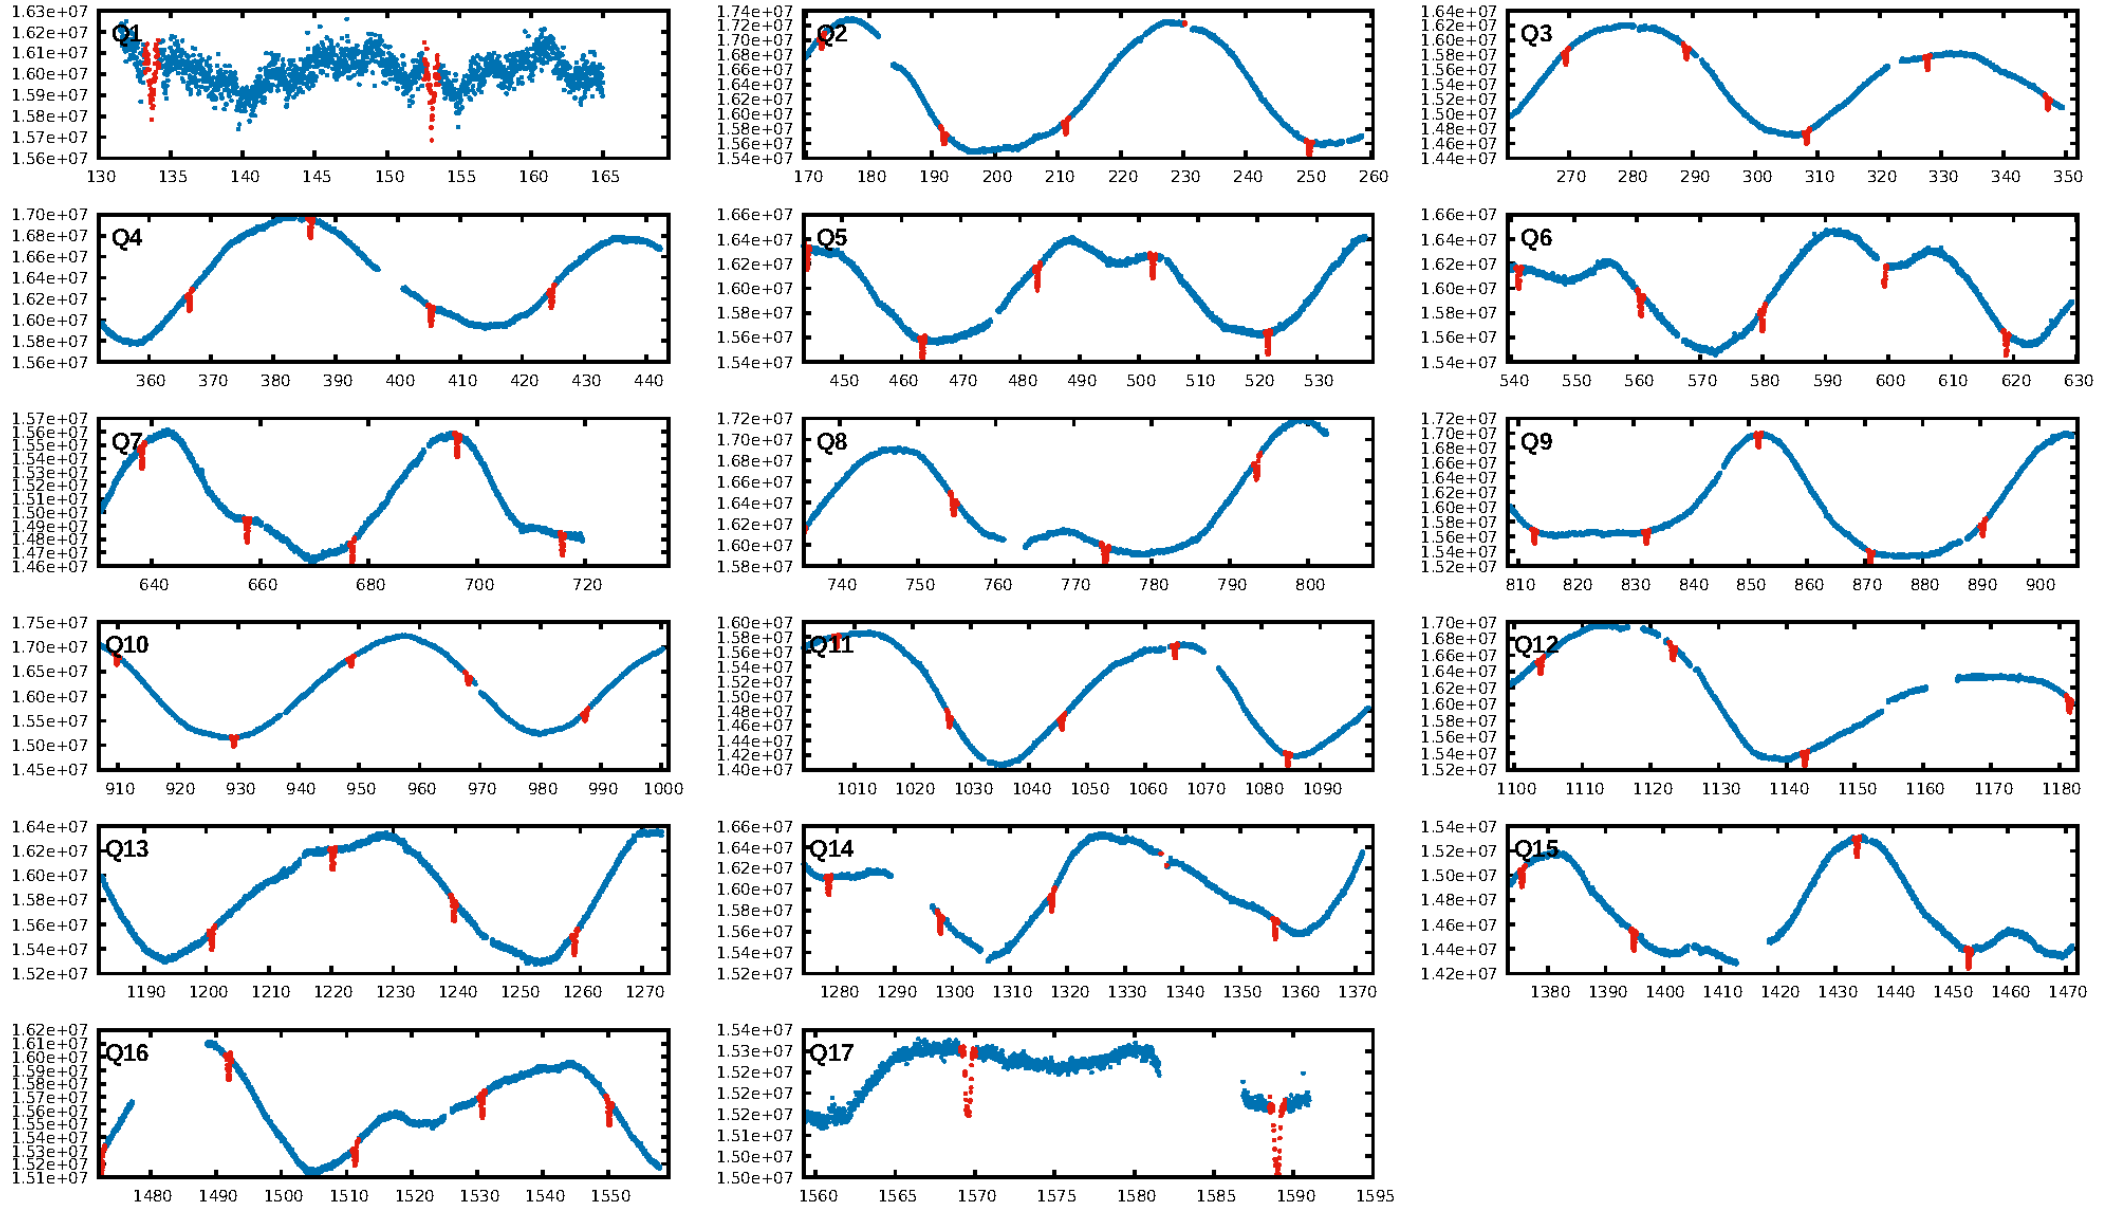 Q1
1.63e+07
1.62e+07
1.61e+07
1.60e+07
1.59e+07
1.58e+07
1.57e+07
1.56e+07
130 135 140 145 150 155 160 165
Q2
1.74e+07
1.72e+07
1.70e+07
1.68e+07
1.66e+07
1.64e+07
1.62e+07
1.60e+07
1.58e+07
1.56e+07
1.54e+07
170 180 190 200 210 220 230 240 250 260
Q3
1.64e+07
1.62e+07
1.60e+07
1.58e+07
1.56e+07
1.54e+07
1.52e+07
1.50e+07
1.48e+07
1.46e+07
1.44e+07
270 280 290 300 310 320 330 340 350
Q4
1.70e+07
1.68e+07
1.66e+07
1.64e+07
1.62e+07
1.60e+07
1.58e+07
1.56e+07
360 370 380 390 400 410 420 430 440
Q5
1.66e+07
1.64e+07
1.62e+07
1.60e+07
1.58e+07
1.56e+07
1.54e+07
450 460 470 480 490 500 510 520 530
Q6
1.66e+07
1.64e+07
1.62e+07
1.60e+07
1.58e+07
1.56e+07
1.54e+07
540 550 560 570 580 590 600 610 620 630
Q7
1.57e+07
1.56e+07
1.55e+07
1.54e+07
1.53e+07
1.52e+07
1.51e+07
1.50e+07
1.49e+07
1.48e+07
1.47e+07
1.46e+07
640 660 680 700 720
Q8
1.72e+07
1.70e+07
1.68e+07
1.66e+07
1.64e+07
1.62e+07
1.60e+07
1.58e+07
740 750 760 770 780 790 800
Q9
1.72e+07
1.70e+07
1.68e+07
1.66e+07
1.64e+07
1.62e+07
1.60e+07
1.58e+07
1.56e+07
1.54e+07
1.52e+07
810 820 830 840 850 860 870 880 890 900
Q10
1.75e+07
1.70e+07
1.65e+07
1.60e+07
1.55e+07
1.50e+07
1.45e+07
910 920 930 940 950 960 970 980 990 1000
Q11
1.60e+07
1.58e+07
1.56e+07
1.54e+07
1.52e+07
1.50e+07
1.48e+07
1.46e+07
1.44e+07
1.42e+07
1.40e+07
1010 1020 1030 1040 1050 1060 1070 1080 1090
Q12
1.70e+07
1.68e+07
1.66e+07
1.64e+07
1.62e+07
1.60e+07
1.58e+07
1.56e+07
1.54e+07
1.52e+07
1100 1110 1120 1130 1140 1150 1160 1170 1180
Q13
1.64e+07
1.62e+07
1.60e+07
1.58e+07
1.56e+07
1.54e+07
1.52e+07
1190 1200 1210 1220 1230 1240 1250 1260 1270
Q14
1.66e+07
1.64e+07
1.62e+07
1.60e+07
1.58e+07
1.56e+07
1.54e+07
1.52e+07
1280 1290 1300 1310 1320 1330 1340 1350 1360 1370
Q15
1.54e+07
1.52e+07
1.50e+07
1.48e+07
1.46e+07
1.44e+07
1.42e+07
1380 1390 1400 1410 1420 1430 1440 1450 1460 1470
Q16
1.62e+07
1.61e+07
1.60e+07
1.59e+07
1.58e+07
1.57e+07
1.56e+07
1.55e+07
1.54e+07
1.53e+07
1.52e+07
1.51e+07
1480 1490 1500 1510 1520 1530 1540 1550
Q17
1.54e+07
1.53e+07
1.52e+07
1.52e+07
1.51e+07
1.51e+07
1.50e+07
1.50e+07
1560 1565 1570 1575 1580 1585 1590 1595